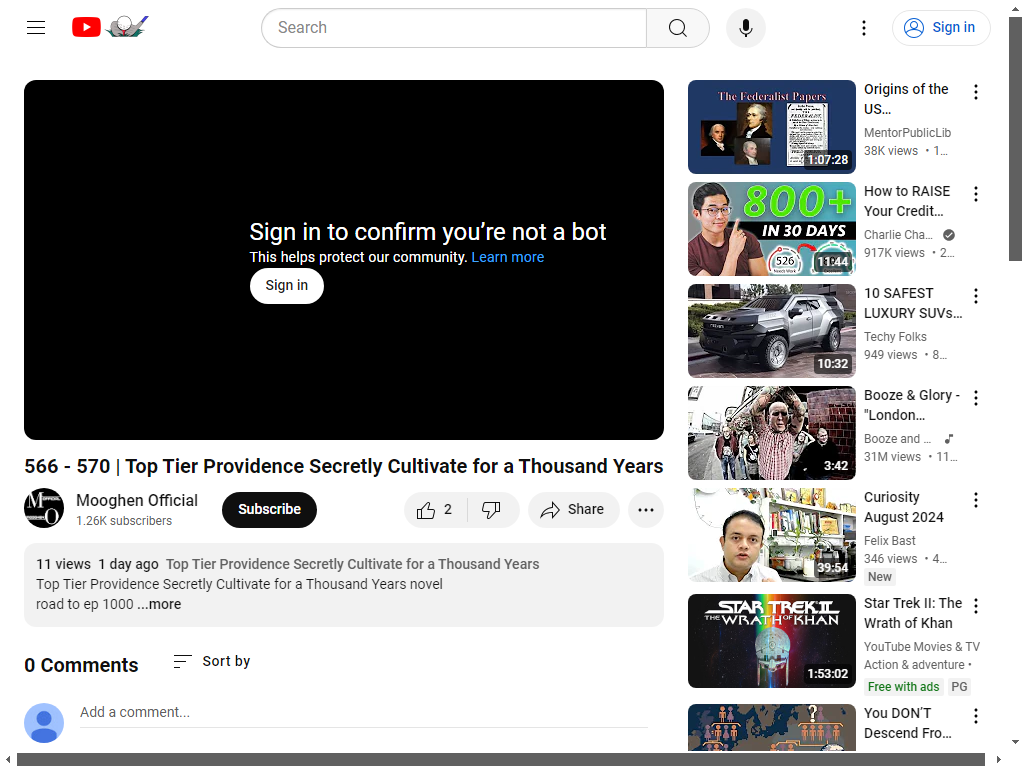 Search
Sign in
Sign in to confirm you’re not a bot
This helps protect our community. Learn more
Sign in
566 - 570 | Top Tier Providence Secretly Cultivate for a Thousand Years
Mooghen Official
1.26K subscribers
Subscribe
2
Share
11 views 1 day ago Top Tier Providence Secretly Cultivate for a Thousand Years
Top Tier Providence Secretly Cultivate for a Thousand Years novel
road to ep 1000 ...more
0 Comments
Sort by
Add a comment...
The Federalist Papers
1:07:28
Origins of the
US…
MentorPublicLib
38K views • 1…
800+
IN 30 DAYS
526
11:44
How to RAISE
Your Credit…
Charlie Cha…
917K views • 2…
10:32
10 SAFEST
LUXURY SUVs…
Techy Folks
949 views • 8…
3:42
Booze & Glory -
"London…
Booze and …
31M views • 11…
39:54
Curiosity
August 2024
Felix Bast
346 views • 4…
New
STAR TREK II
THE WRATH OF KHAN
1:53:02
Star Trek II: The
Wrath of Khan
YouTube Movies & TV
Action & adventure •
Free with ads PG
?
You DON’T
Descend Fro…